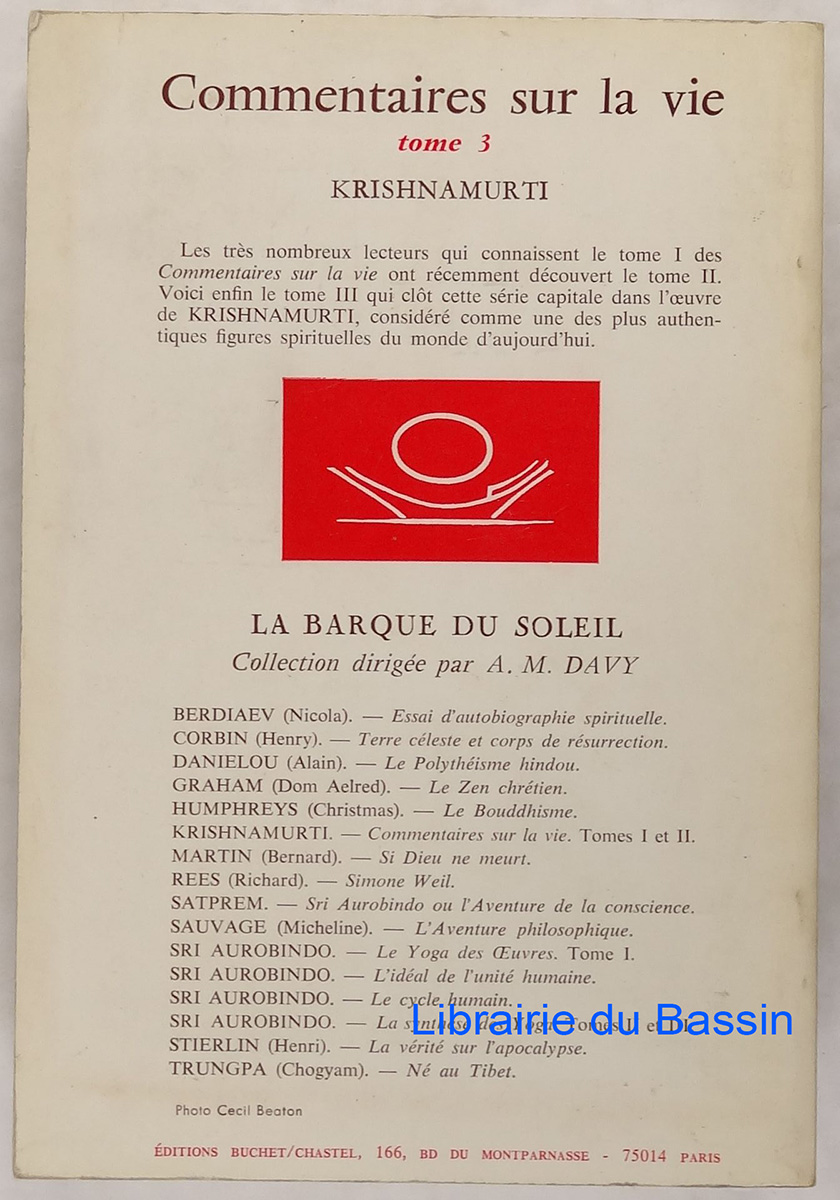 Commentaires sur la vie
tome 3
KRISHNAMURTI
Les très nombreux lecteurs qui connaissent le tome I des
Commentaires sur la vie ont récemment découvert le tome II.
Voici enfin le tome III qui clôt cette série capitale dans l'œuvre
de KRISHNAMURTI, considéré comme une des plus authen-
tiques figures spirituelles du monde d'aujourd'hui.
LA BARQUE DU SOLEIL
Collection dirigée par A. M. DAVY
BERDIAEV (Nicola). — Essai d'autobiographie spirituelle.
CORBIN (Henry). — Terre céleste et corps de résurrection.
DANIELOU (Alain). — Le Polythéisme hindou.
GRAHAM (Dom Aelred). — Le Zen chrétien.
HUMPHREYS (Christmas). — Le Bouddhisme.
KRISHNAMURTI. — Commentaires sur la vie. Tomes I et II.
MARTIN (Bernard). — Si Dieu ne meurt.
REES (Richard). — Simone Weil.
SATPREM. — Sri Aurobindo ou l'Aventure de la conscience.
SAUVAGE (Micheline). — L'Aventure philosophique.
SRI AUROBINDO. — Le Yoga des Œuvres. Tome I.
SRI AUROBINDO. — L'idéal de l'unité humaine.
SRI AUROBINDO. — Le cycle humain.
SRI AUROBINDO. — La
Librairie du Bassin
STIERLIN (Henri). — La vérité sur l'apocalypse.
TRUNGPA (Chogyam). — Né au Tibet.
Photo Cecil Beaton
ÉDITIONS BUCHET/CHASTEL, 166, BD DU MONTPARNASSE - 75014 PARIS